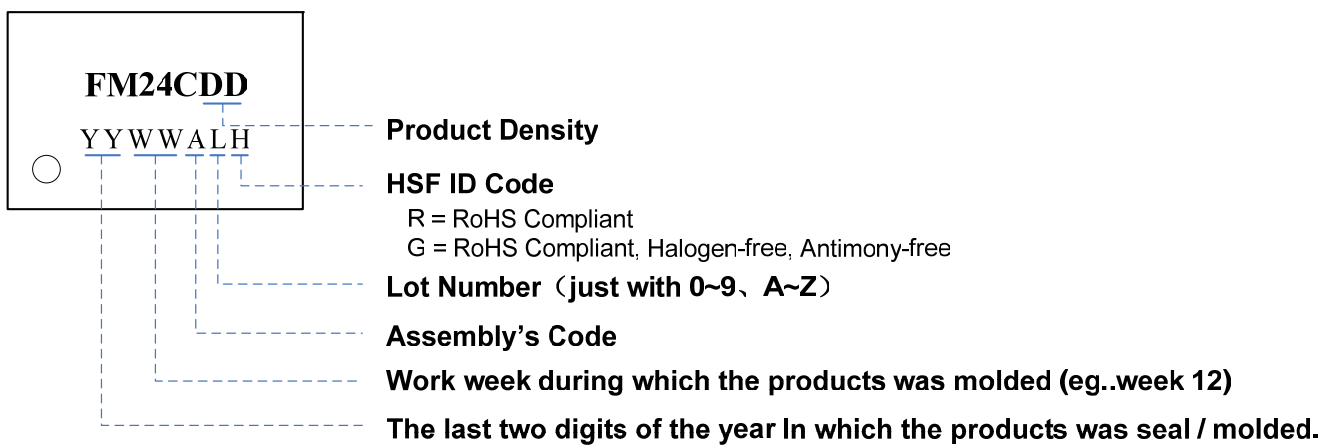 FM24CDD
YYWWALH
Product Density
HSF ID Code
R = RoHS Compliant
G = RoHS Compliant, Halogen-free, Antimony-free
Lot Number（just with 0~9、A~Z）
Assembly’s Code
Work week during which the products was molded (eg..week 12)
The last two digits of the year In which the products was seal / molded.